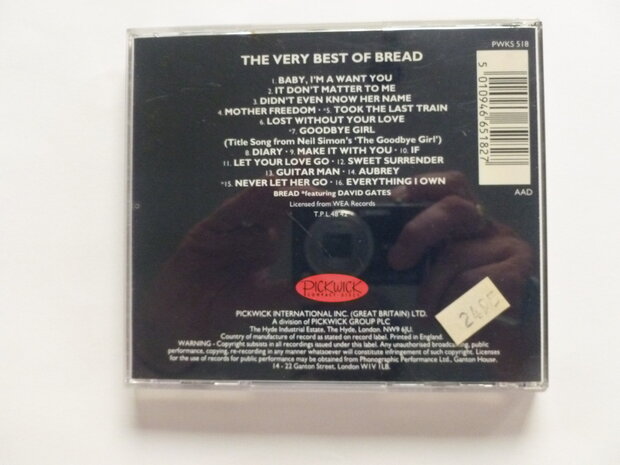 PWKS 518
THE VERY BEST OF BREAD
1. BABY, I'M A WANT YOU
2. IT DON'T MATTER TO ME
3. DIDN'T EVEN KNOW HER NAME
4. MOTHER FREEDOM • *5. TOOK THE LAST TRAIN
6. LOST WITHOUT YOUR LOVE
*7. GOODBYE GIRL
(Title Song from Neil Simon's 'The Goodbye Girl')
8. DIARY • 9. MAKE IT WITH YOU • 10. IF
11. LET YOUR LOVE GO • 12. SWEET SURRENDER
13. GUITAR MAN • 14. AUBREY
*15. NEVER LET HER GO • 16. EVERYTHING I OWN
BREAD *featuring DAVID GATES
Licensed from WEA Records
T.P.L.48'42"
5 010946 651827
AAD
PICKWICK
COMPACT DISCS
PICKWICK INTERNATIONAL INC. (GREAT BRITAIN) LTD.
A division of PICKWICK GROUP PLC
The Hyde Industrial Estate, The Hyde, London. NW9 6JU.
Country of manufacture of record as stated on record label. Printed in England.
WARNING - Copyright subsists in all recordings issued under this label. Any unauthorised broadcasting, public
performance, copying, re-recording in any manner whatsoever will constitute infringement of such copyright. Licenses
for the use of records for public performance may be obtained from Phonographic Performance Ltd., Ganton House.
14 - 22 Ganton Street, London W1V 1LB.